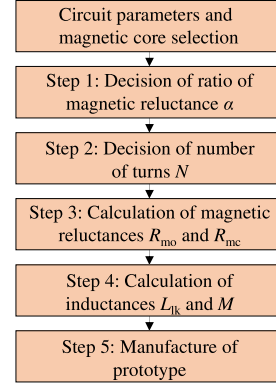 Circuit parameters and
magnetic core selection
Step 1: Decision of ratio of
magnetic reluctance α
Step 2: Decision of number
of turns N
Step 3: Calculation of magnetic
reluctances Rmo and Rmc
Step 4: Calculation of
inductances Llk and M
Step 5: Manufacture of
prototype